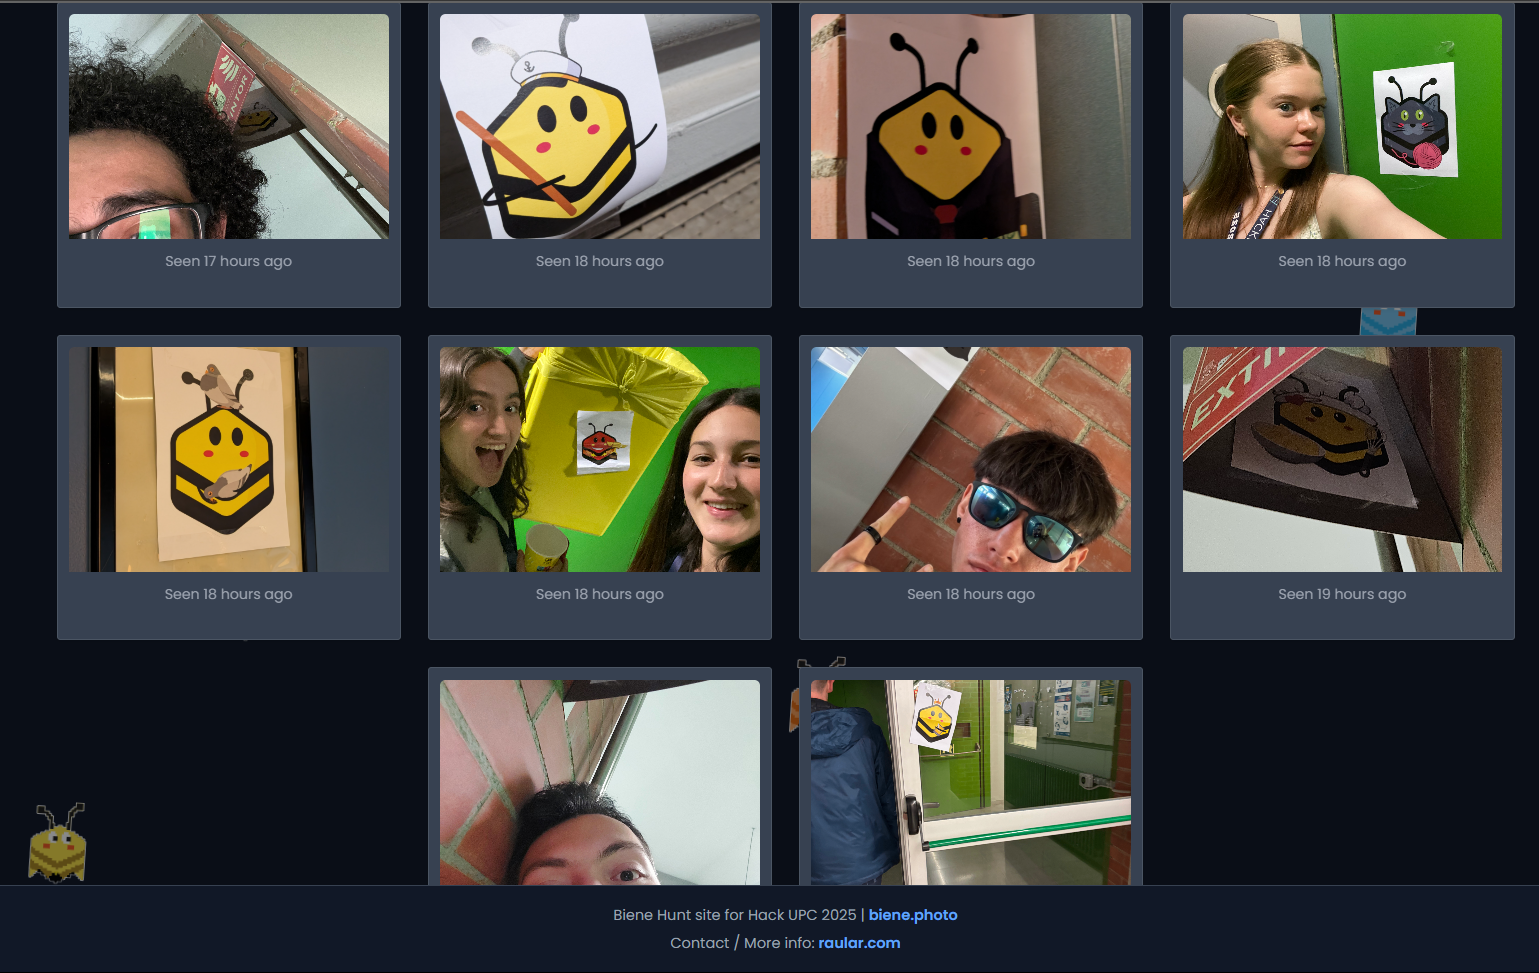 Seen 17 hours ago
Seen 18 hours ago
Seen 18 hours ago
HACK
Seen 18 hours ago
Seen 18 hours ago
Seen 18 hours ago
Seen 18 hours ago
EXTI
Seen 19 hours ago
Biene Hunt site for Hack UPC 2025 | biene.photo
Contact / More info: raular.com